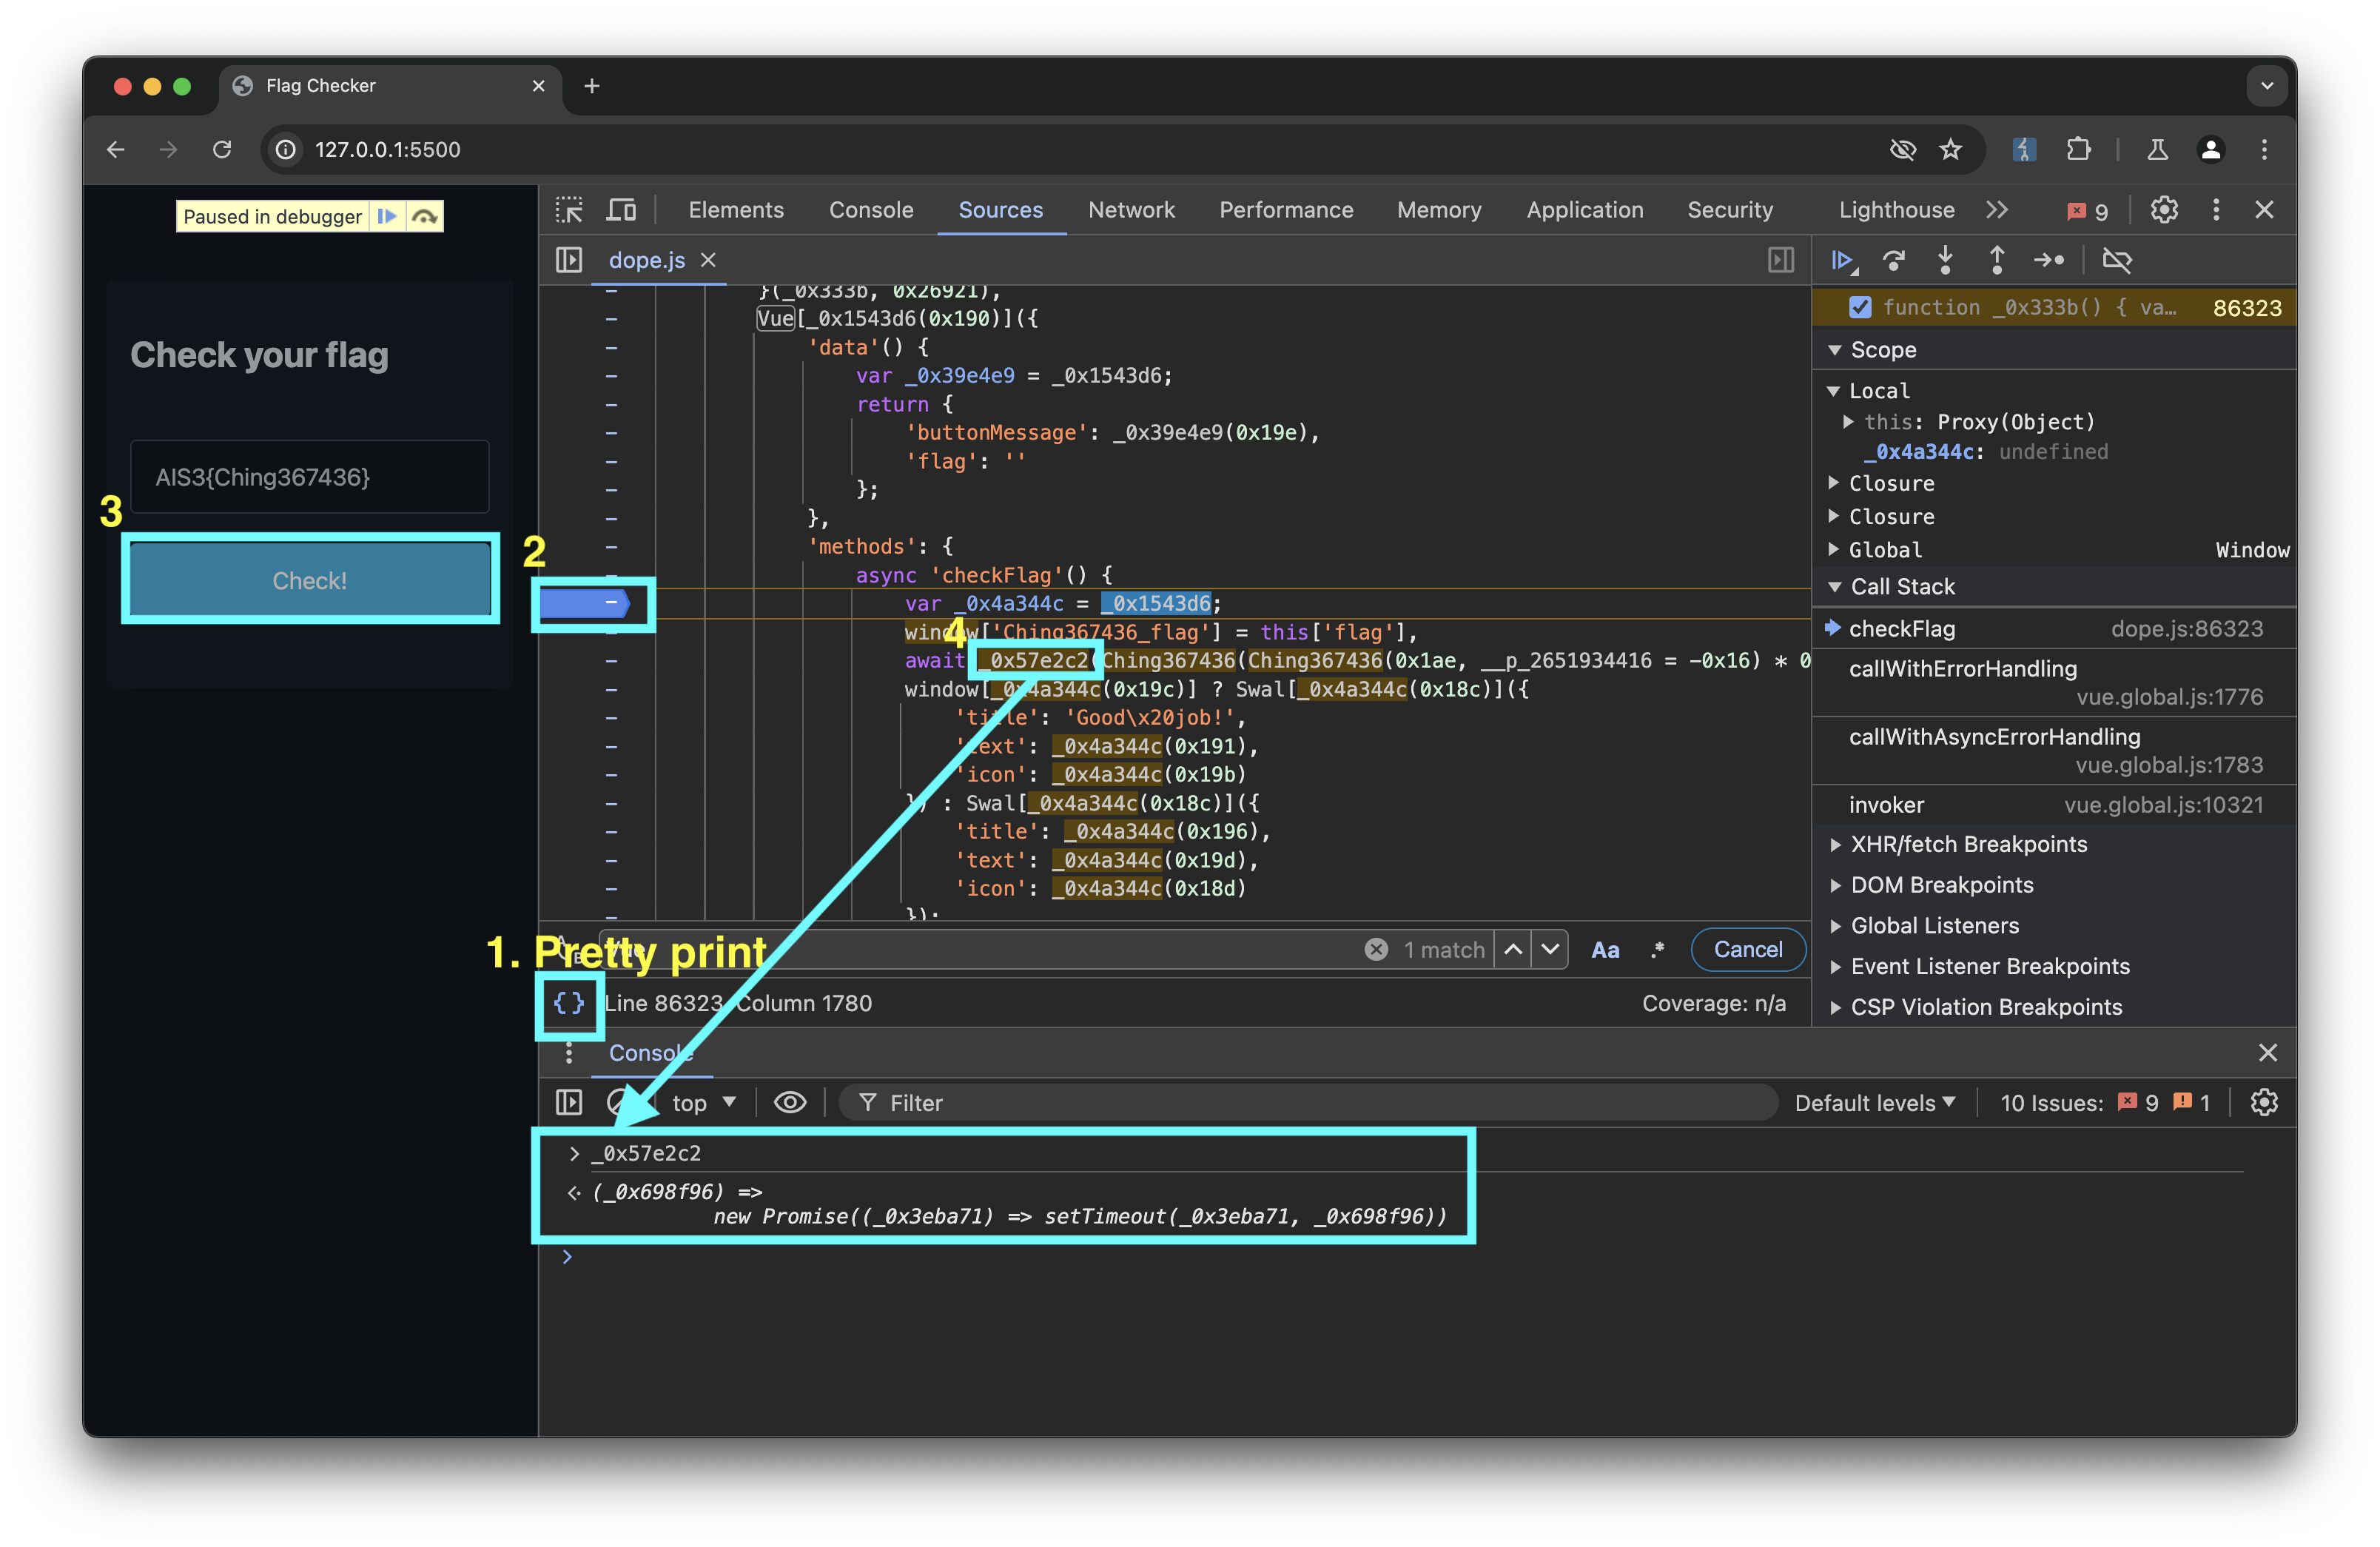 Flag Checker
127.0.0.1:5500
Paused in debugger
Check your flag
AIS3{Ching367436}
3
Check!
Elements Console Sources Network Performance Memory Application Security Lighthouse 9
dope.js
}(_0x333b, 0x26921),
Vue[_0x1543d6(0x190)]({
'data'() {
var _0x39e4e9 = _0x1543d6;
return {
'buttonMessage': _0x39e4e9(0x19e),
'flag': ''
};
},
'methods': {
async 'checkFlag'() {
2
var _0x4a344c = _0x1543d6;
window['Ching367436_flag'] = this['flag'],
4
await _0x57e2c2(Ching367436(Ching367436(0x1ae, __p_2651934416 = -0x16) * 0
window[_0x4a344c(0x19c)] ? Swal[_0x4a344c(0x18c)]({
'title': 'Good\x20job!',
'text': _0x4a344c(0x191),
'icon': _0x4a344c(0x19b)
}) : Swal[_0x4a344c(0x18c)]({
'title': _0x4a344c(0x196),
'text': _0x4a344c(0x19d),
'icon': _0x4a344c(0x18d)
});
1. Pretty print
1 match Aa .* Cancel
{} Line 86323, Column 1780 Coverage: n/a
function _0x333b() { va… 86323
Scope
Local
this: Proxy(Object)
_0x4a344c: undefined
Closure
Closure
Global Window
Call Stack
checkFlag dope.js:86323
callWithErrorHandling
vue.global.js:1776
callWithAsyncErrorHandling
vue.global.js:1783
invoker vue.global.js:10321
XHR/fetch Breakpoints
DOM Breakpoints
Global Listeners
Event Listener Breakpoints
CSP Violation Breakpoints
Console
top Filter Default levels 10 Issues: 9 1
> _0x57e2c2
(_0x698f96) =>
new Promise((_0x3eba71) => setTimeout(_0x3eba71, _0x698f96))
>